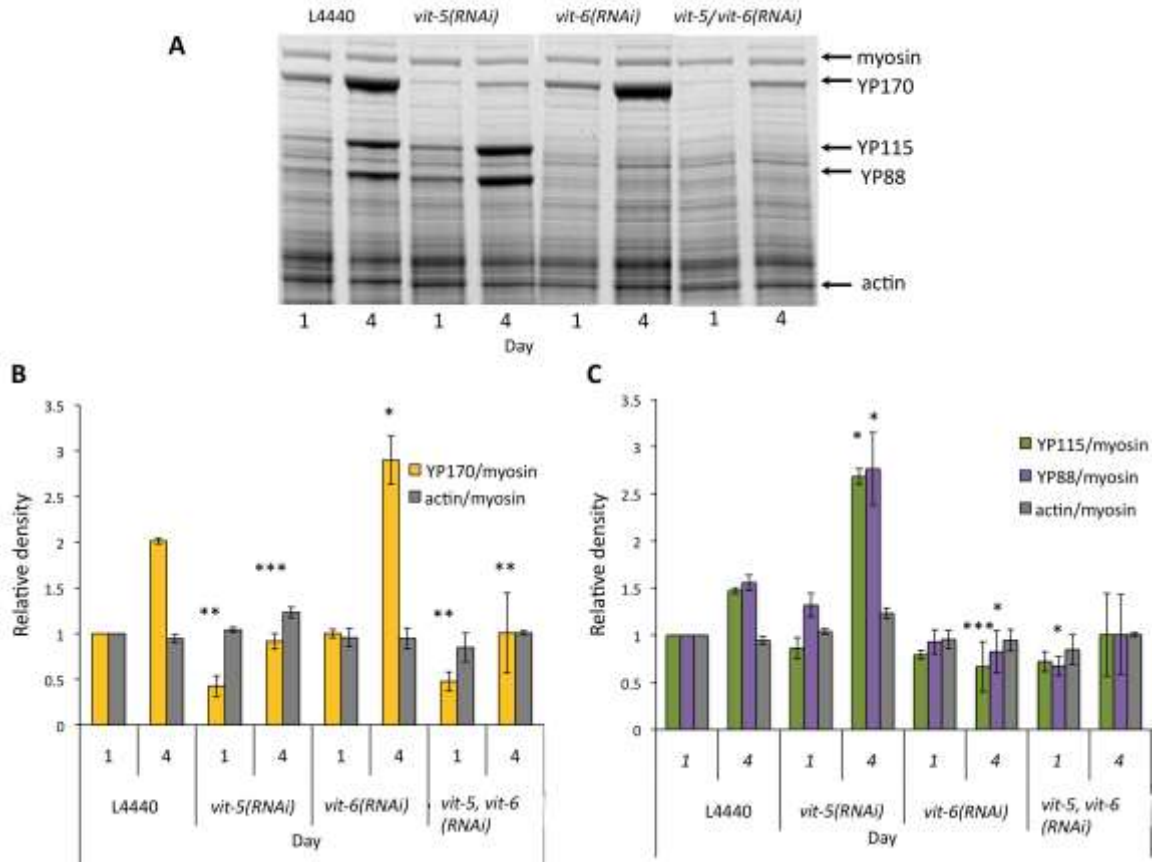 L4440 vit-5(RNAi) vit-6(RNAi) vit-5/vit-6(RNAi)
A
myosin
YP170
YP115
YP88
actin
1 4 1 4 1 4 1 4
Day
B
Relative density
3.5
3
2.5
2
1.5
1
0.5
0
*
YP170/myosin
actin/myosin
** *** ** **
1 4 1 4 1 4 1 4
L4440 vit-5(RNAi) vit-6(RNAi) vit-5, vit-6
(RNAi)
Day
C
Relative density
3.5
3
2.5
2
1.5
1
0.5
0
* *
YP115/myosin
YP88/myosin
actin/myosin
*** * *
1 4 1 4 1 4 1 4
L4440 vit-5(RNAi) vit-6(RNAi) vit-5, vit-6
(RNAi)
Day